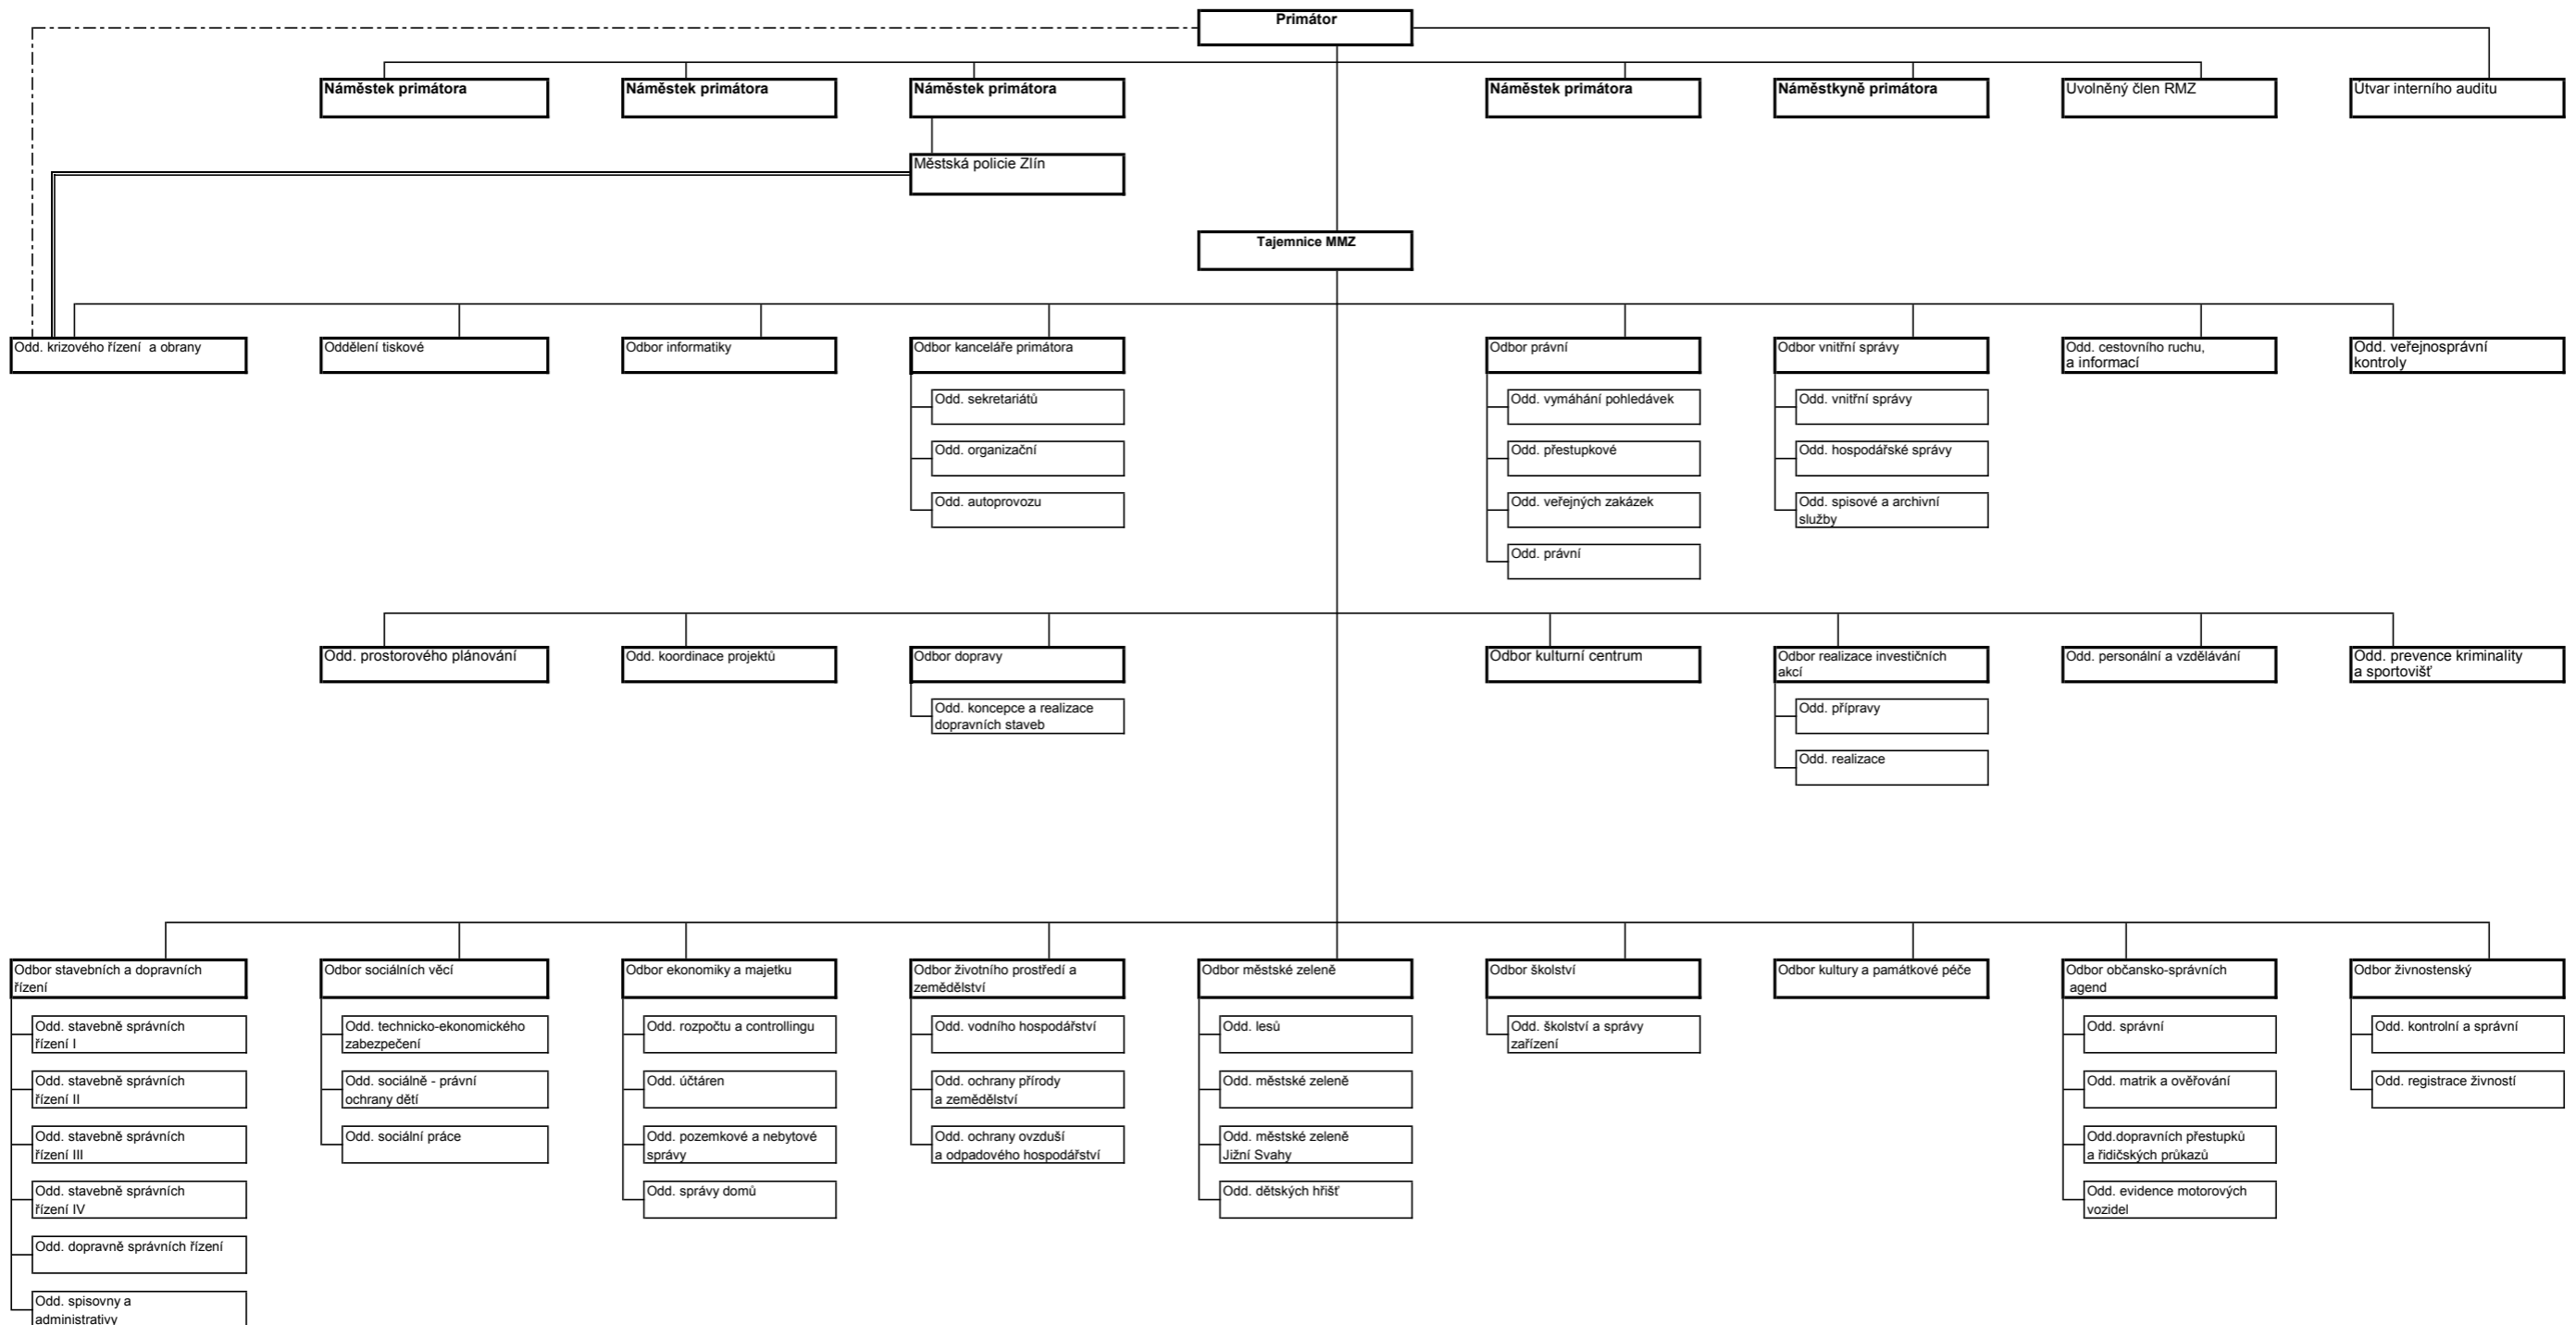 Primátor
Náměstek primátora
Náměstek primátora
Náměstek primátora
Náměstek primátora
Náměstkyně primátora
Uvolněný člen RMZ
Útvar interního auditu
Městská policie Zlín
Tajemnice MMZ
Odd. krizového řízení  a obrany
Oddělení tiskové
Odbor informatiky
Odbor kanceláře primátora
Odbor právní
Odbor vnitřní správy
Odd. cestovního ruchu,
a informací
Odd. veřejnosprávní
kontroly
Odd. sekretariátů
Odd. organizační
Odd. autoprovozu
Odd. vymáhání pohledávek
Odd. přestupkové
Odd. veřejných zakázek
Odd. právní
Odd. vnitřní správy
Odd. hospodářské správy
Odd. spisové a archivní
služby
Odd. prostorového plánování
Odd. koordinace projektů
Odbor dopravy
Odbor kulturní centrum
Odbor realizace investičních
akcí
Odd. personální a vzdělávání
Odd. prevence kriminality
a sportovišť
Odd. koncepce a realizace
dopravních staveb
Odd. přípravy
Odd. realizace
Odbor stavebních a dopravních
řízení
Odd. stavebně správních
řízení I
Odd. stavebně správních
řízení II
Odd. stavebně správních
řízení III
Odd. stavebně správních
řízení IV
Odd. dopravně správních řízení
Odd. spisovny a
administrativy
Odbor sociálních věcí
Odd. technicko-ekonomického
zabezpečení
Odd. sociálně - právní
ochrany dětí
Odd. sociální práce
Odbor ekonomiky a majetku
Odd. rozpočtu a controllingu
Odd. účtáren
Odd. pozemkové a nebytové
správy
Odd. správy domů
Odbor životního prostředí a
zemědělství
Odd. vodního hospodářství
Odd. ochrany přírody
a zemědělství
Odd. ochrany ovzduší
a odpadového hospodářství
Odbor městské zeleně
Odd. lesů
Odd. městské zeleně
Odd. městské zeleně
Jižní Svahy
Odd. dětských hřišť
Odbor školství
Odd. školství a správy
zařízení
Odbor kultury a památkové péče
Odbor občansko-správních
agend
Odd. správní
Odd. matrik a ověřování
Odd.dopravních přestupků
a řidičských průkazů
Odd. evidence motorových
vozidel
Odbor živnostenský
Odd. kontrolní a správní
Odd. registrace živností